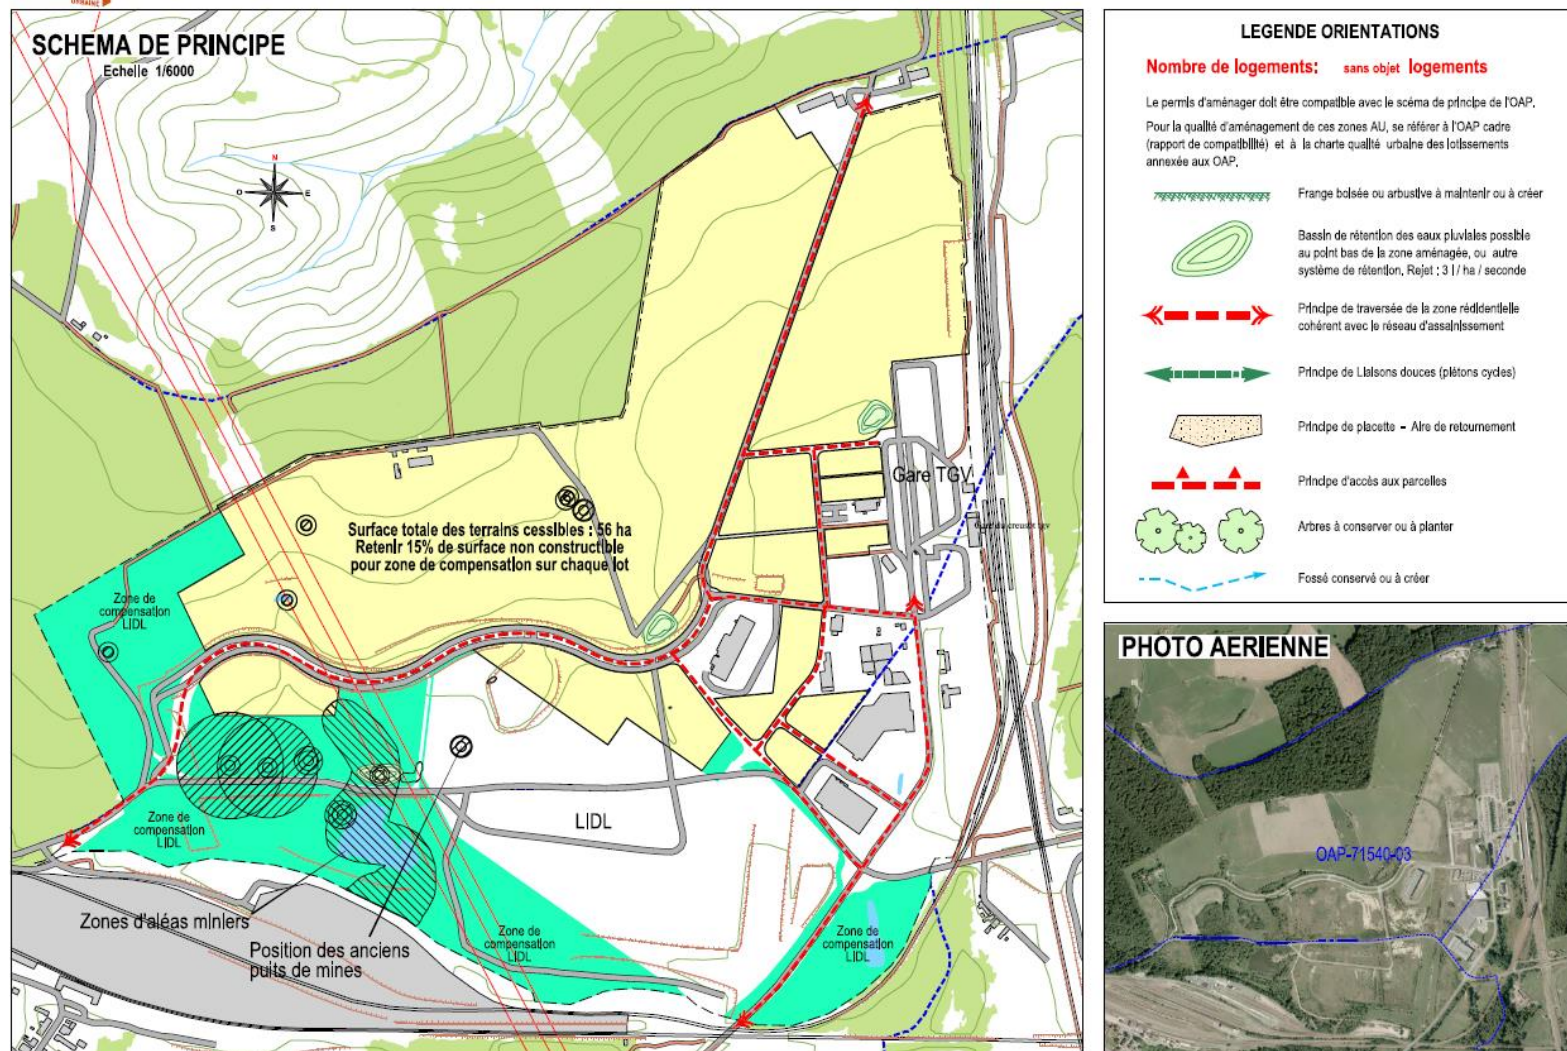 URBAINE
SCHEMA DE PRINCIPE
Echelle 1/6000
N
O
E
S
Gare TGV
Gare du creusot tgv
Surface totale des terrains cessibles : 56 ha
Retenir 15% de surface non constructible
pour zone de compensation sur chaque lot
Zone de
compensation
LIDL
Zone de
compensation
LIDL
LIDL
Zones d'aléas miniers
Position des anciens
puits de mines
Zone de
compensation
LIDL
Zone de
compensation
LIDL
LEGENDE ORIENTATIONS
Nombre de logements: sans objet logements
Le permis d'aménager doit être compatible avec le scéma de principe de l'OAP.
Pour la qualité d'aménagement de ces zones AU, se référer à l'OAP cadre
(rapport de compatibilité) et à la charte qualité urbaine des lotissements
annexée aux OAP.
Frange boisée ou arbustive à maintenir ou à créer
Bassin de rétention des eaux pluviales possible
au point bas de la zone aménagée, ou autre
système de rétention. Rejet : 3 l / ha / seconde
Principe de traversée de la zone rédidentielle
cohérent avec le réseau d'assainissement
Principe de Liaisons douces (piétons cycles)
Principe de placette - Aire de retournement
Principe d'accès aux parcelles
Arbres à conserver ou à planter
Fossé conservé ou à créer
PHOTO AERIENNE
OAP-71540-03